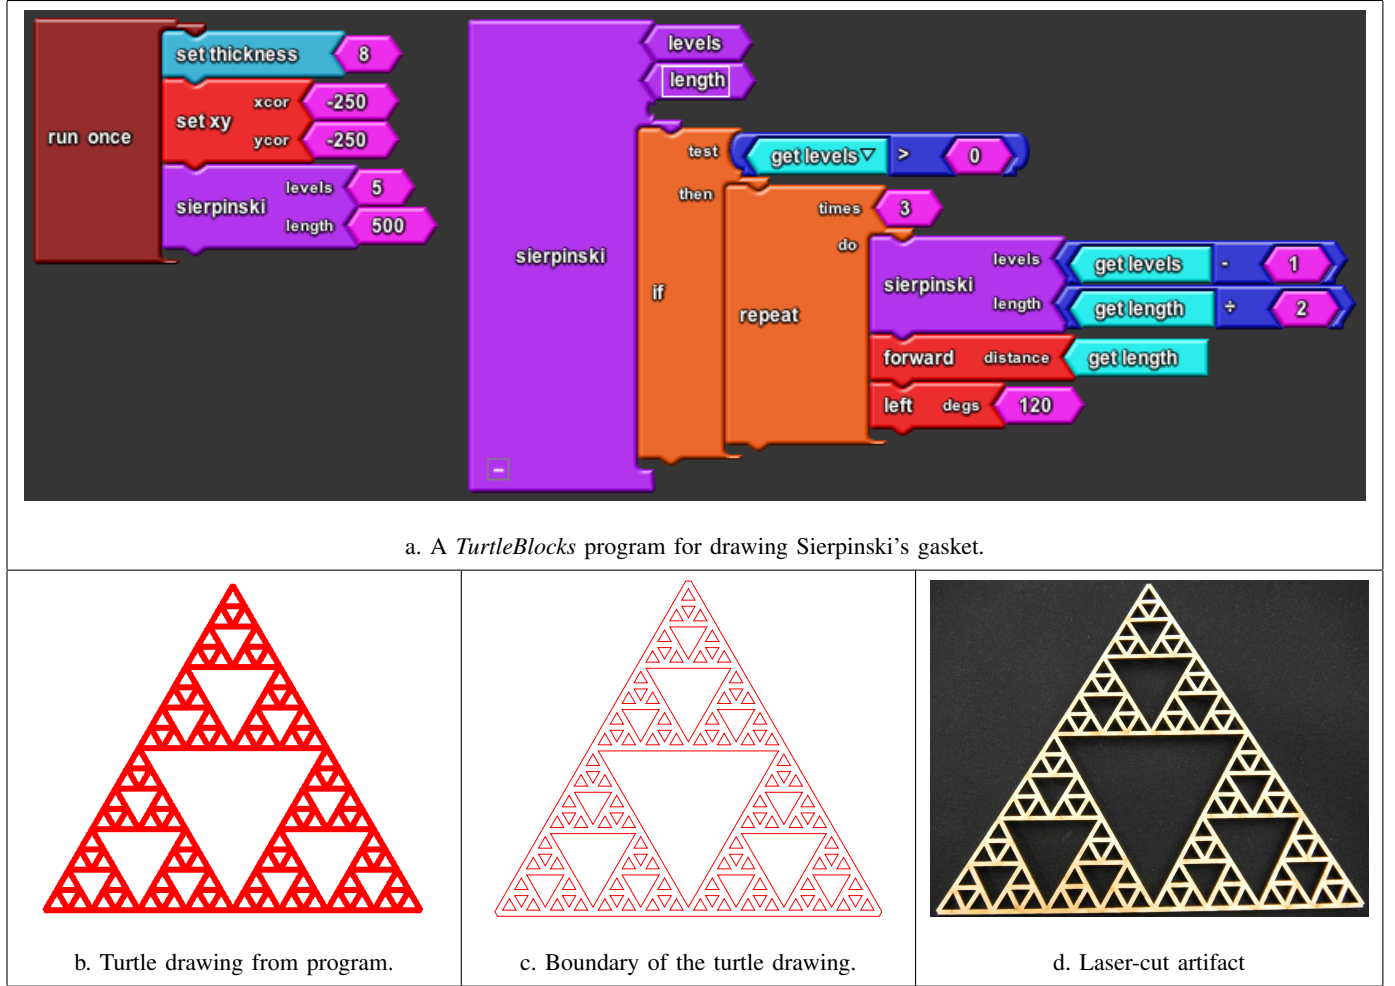 run once
set thickness 8
set xy xcor -250
ycor -250
sierpinski levels 5
length 500
sierpinski levels
length
if test get levels > 0
then repeat times 3
do sierpinski levels get levels - 1
length get length ÷ 2
forward distance get length
left degs 120
a. A TurtleBlocks program for drawing Sierpinski's gasket.
b. Turtle drawing from program.
c. Boundary of the turtle drawing.
d. Laser-cut artifact